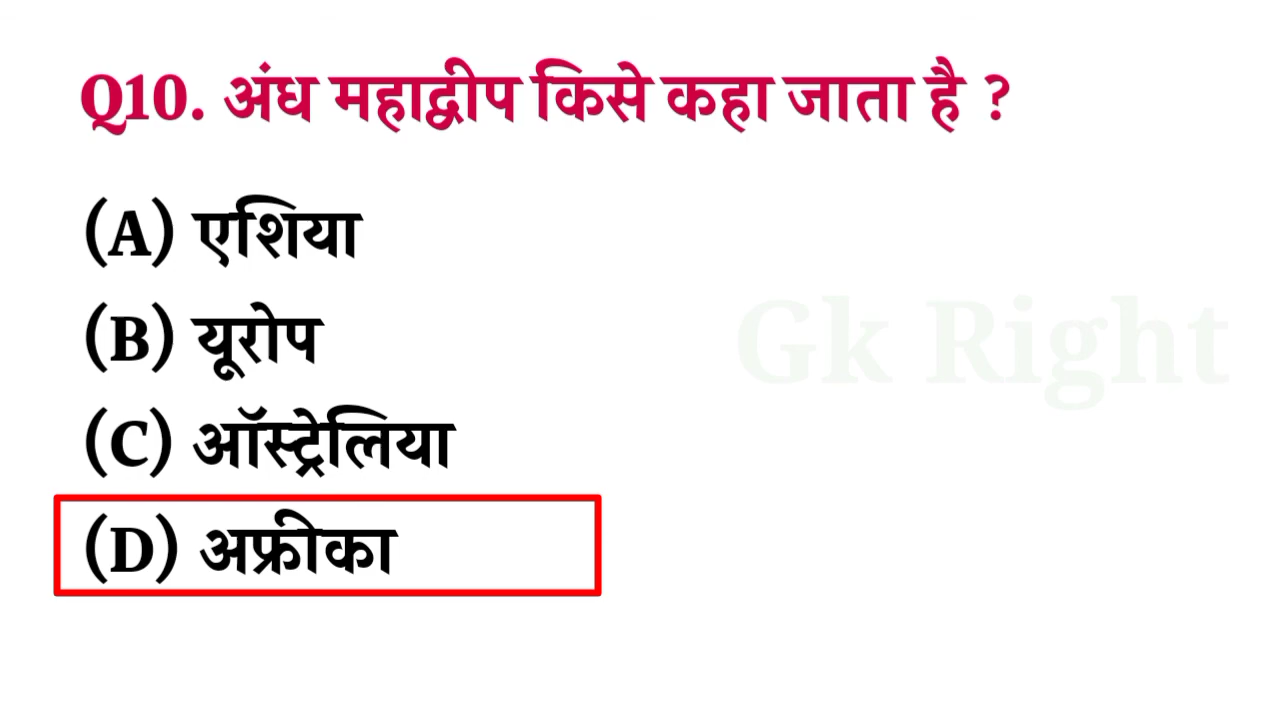 Q10. अंध महाद्वीप किसे कहा जाता है ?
(A) एशिया
(B) यूरोप
Gk Right
(C) ऑस्ट्रेलिया
(D) अफ्रीका